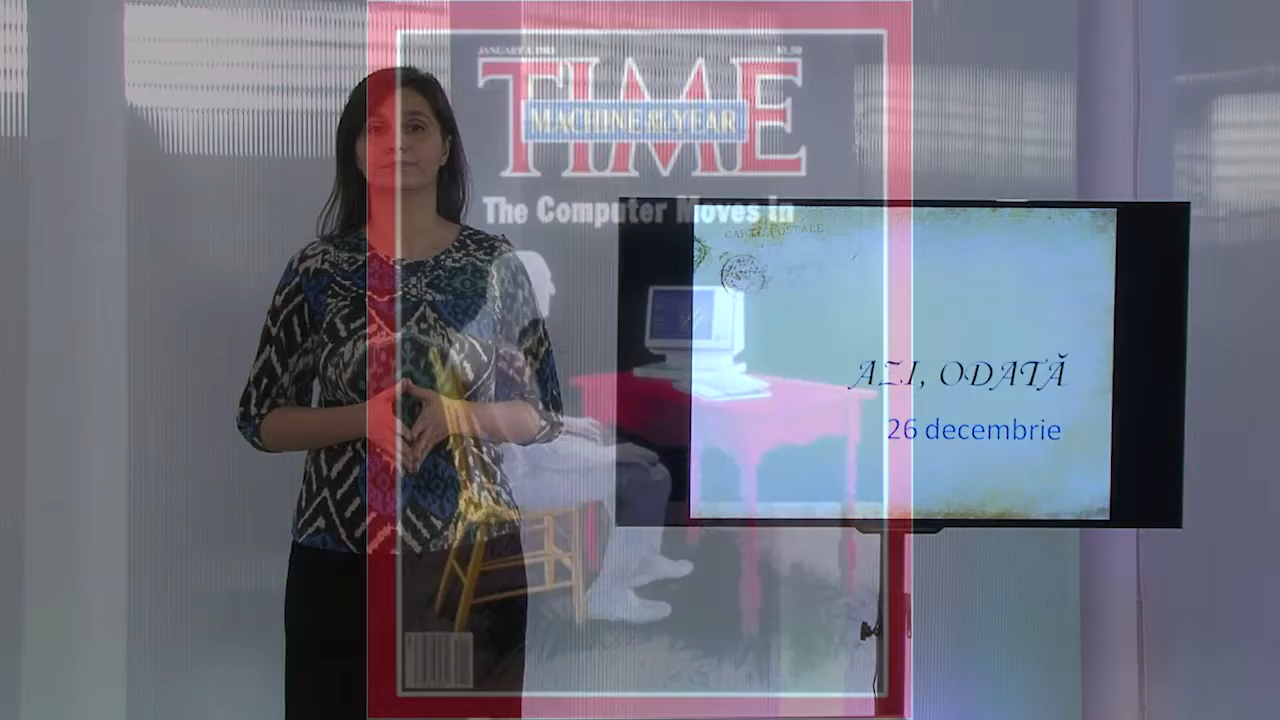 JANUARY 3, 1983 $1.50
TIME
MACHINE OF THE YEAR
The Computer Moves In
CARTE POSTALE
AZI, ODATĂ
26 decembrie